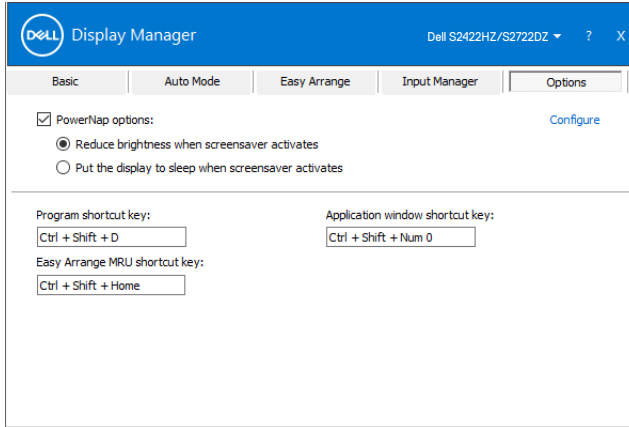 DELL Display Manager Dell S2422HZ/S2722DZ ? X
Basic Auto Mode Easy Arrange Input Manager Options
PowerNap options: Configure
Reduce brightness when screensaver activates
Put the display to sleep when screensaver activates
Program shortcut key: Application window shortcut key:
Ctrl + Shift + D Ctrl + Shift + Num 0
Easy Arrange MRU shortcut key:
Ctrl + Shift + Home